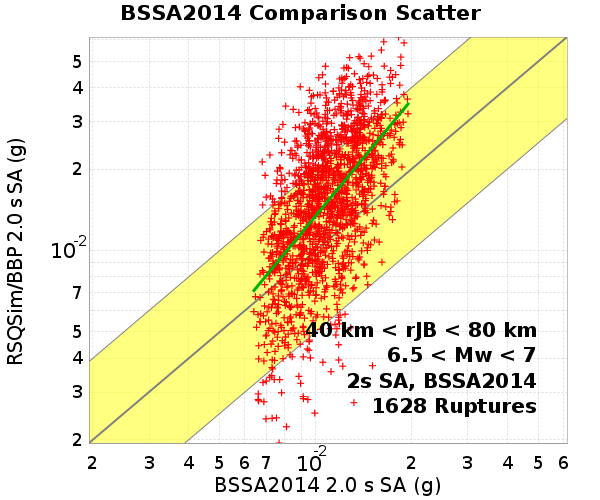 BSSA2014 Comparison Scatter
RSQSim/BBP 2.0 s SA (g)
5
4
3
2
10-2
7
5
4
3
2
40 km < rJB < 80 km
6.5 < Mw < 7
2s SA, BSSA2014
1628 Ruptures
2 3 4 5 6 7 10-2 2 3 4 5 6
BSSA2014 2.0 s SA (g)